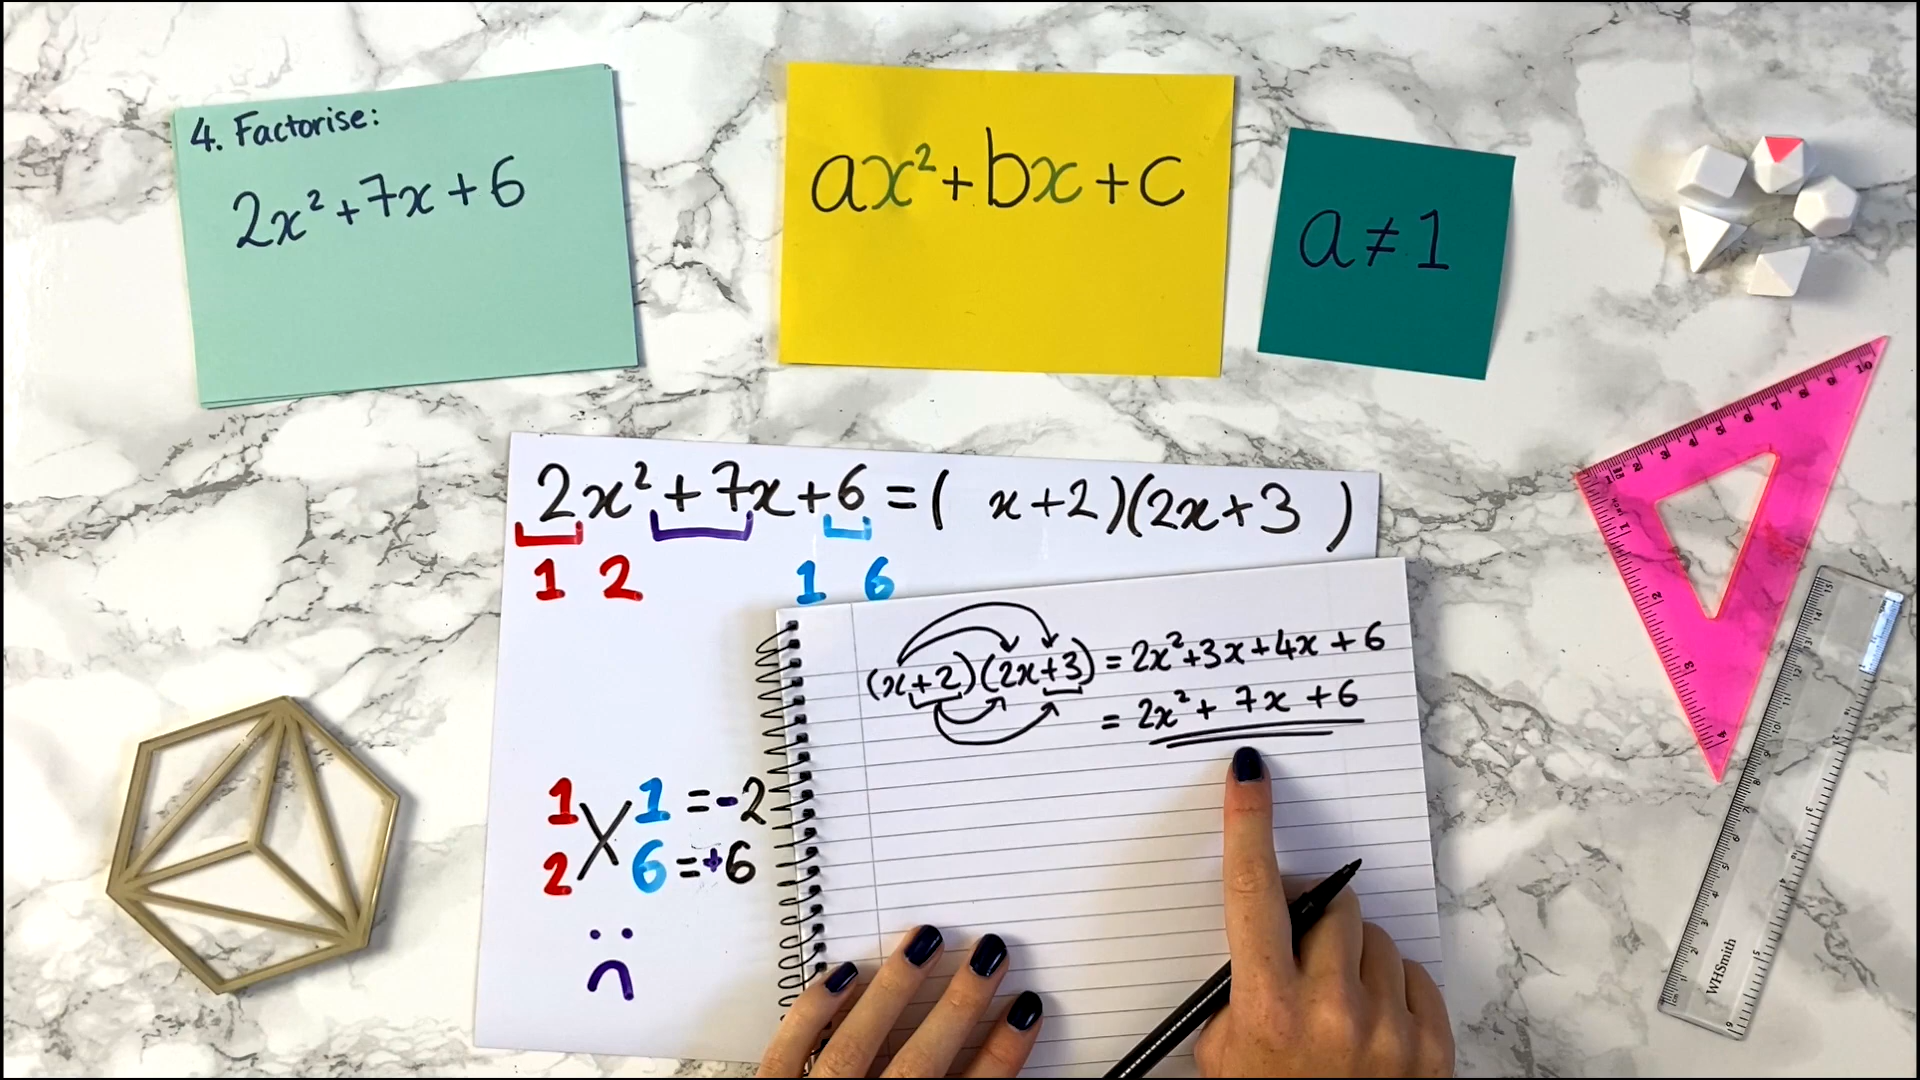 4. Factorise:
2x²+7x+6
ax²+bx+c
a≠1
2x²+7x+6=( x+2)(2x+3 )
1 2
1 6
(x+2)(2x+3)=2x²+3x+4x+6
=2x²+7x+6
1 1 =-2
2 6 =+6
WHSmith